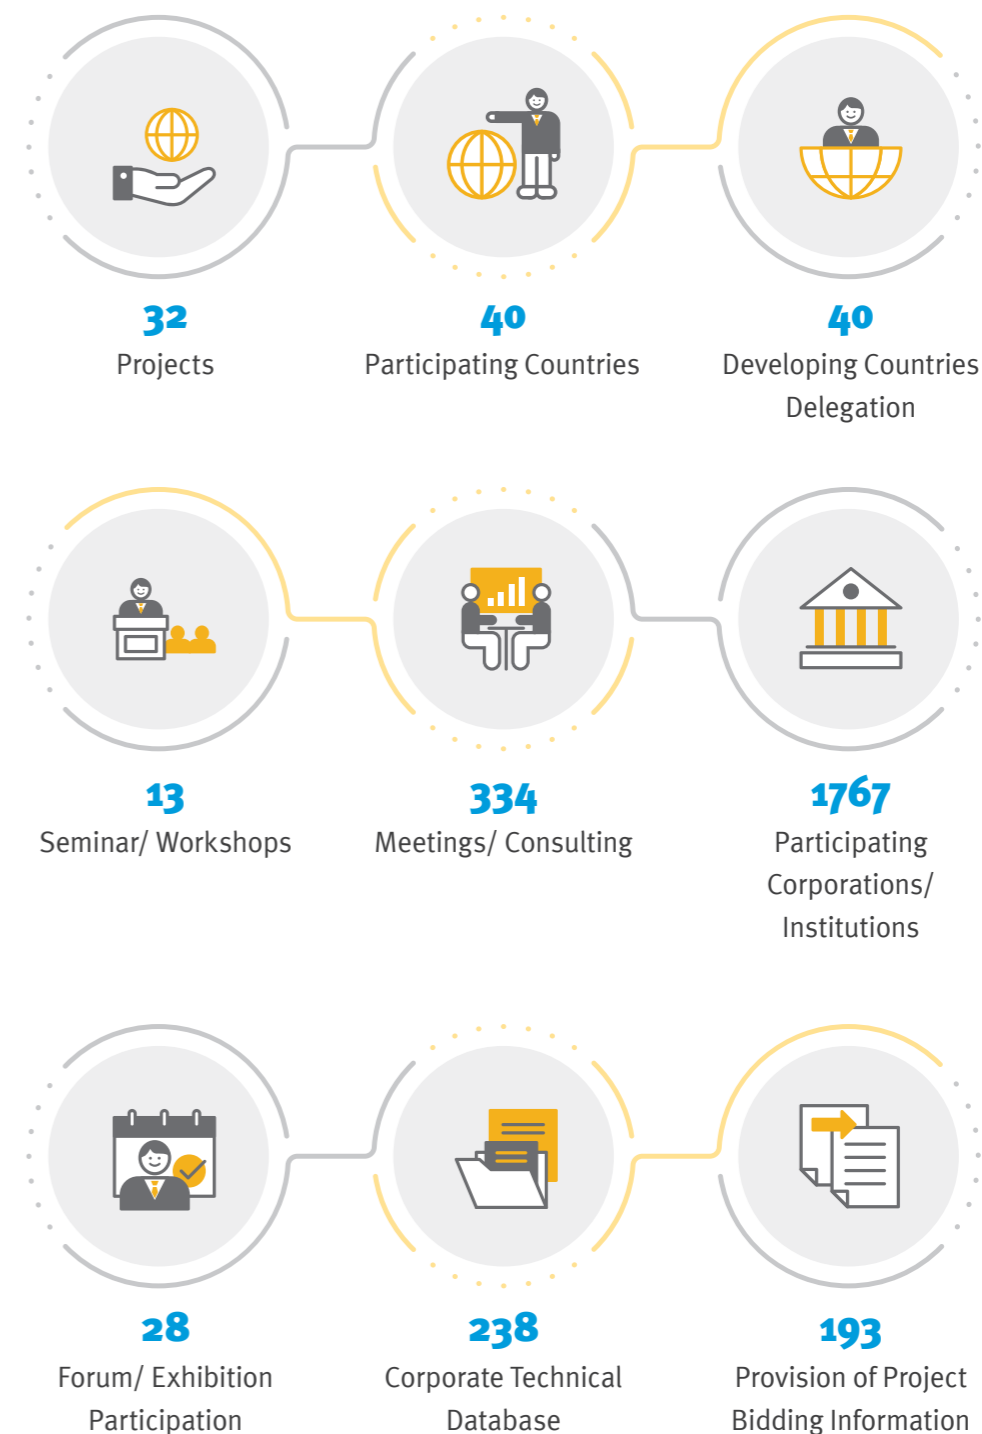 32
Projects
40
Participating Countries
40
Developing Countries
Delegation
13
Seminar/ Workshops
334
Meetings/ Consulting
1767
Participating
Corporations/
Institutions
28
Forum/ Exhibition
Participation
238
Corporate Technical
Database
193
Provision of Project
Bidding Information